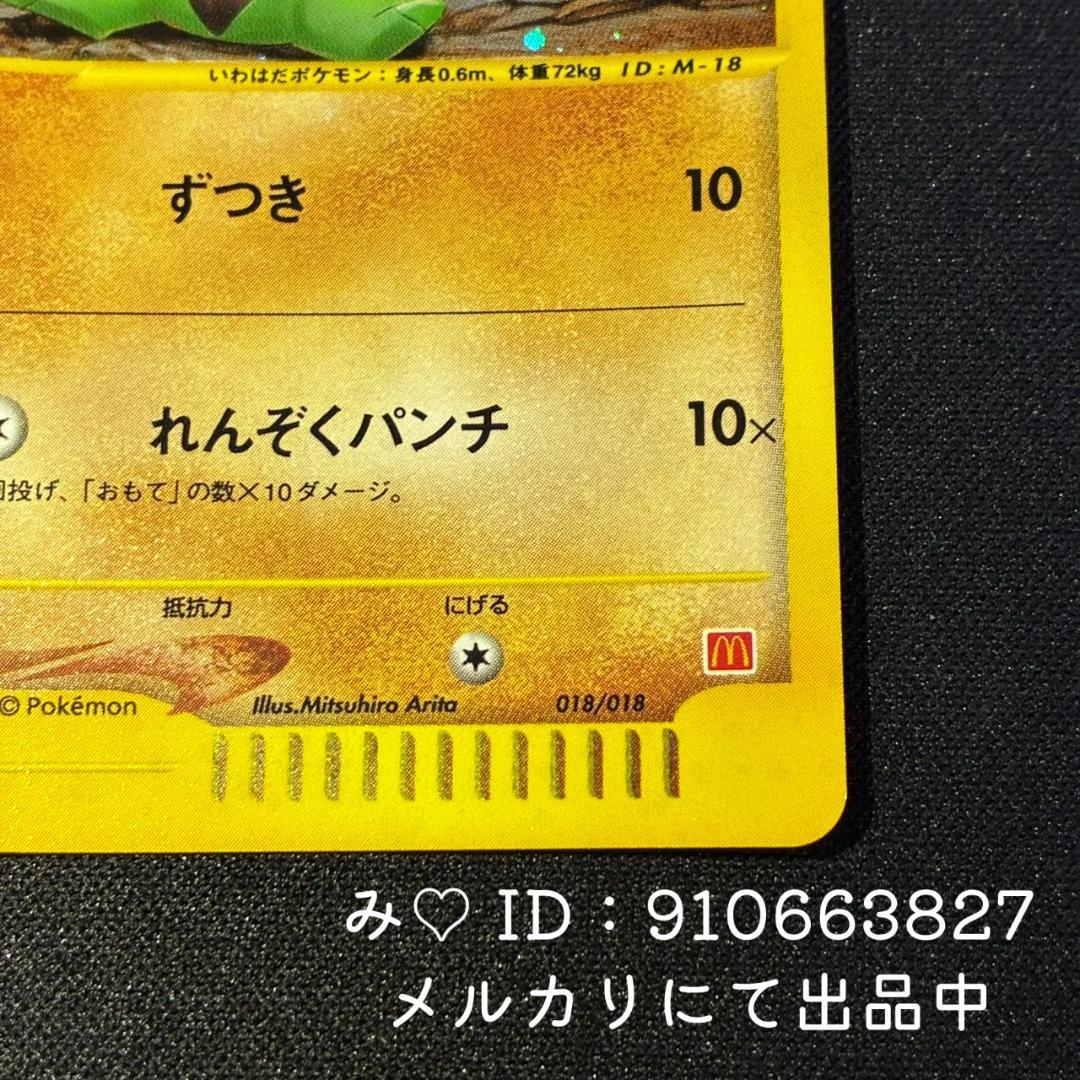 いわはだポケモン：身長0.6m、体重72kg ID:M-18
ずつき 10
れんぞくパンチ 10×
投げ、「おもて」の数×10ダメージ。
抵抗力 にげる
© Pokémon Illus.Mitsuhiro Arita 018/018
み♡ ID：910663827
メルカリにて出品中